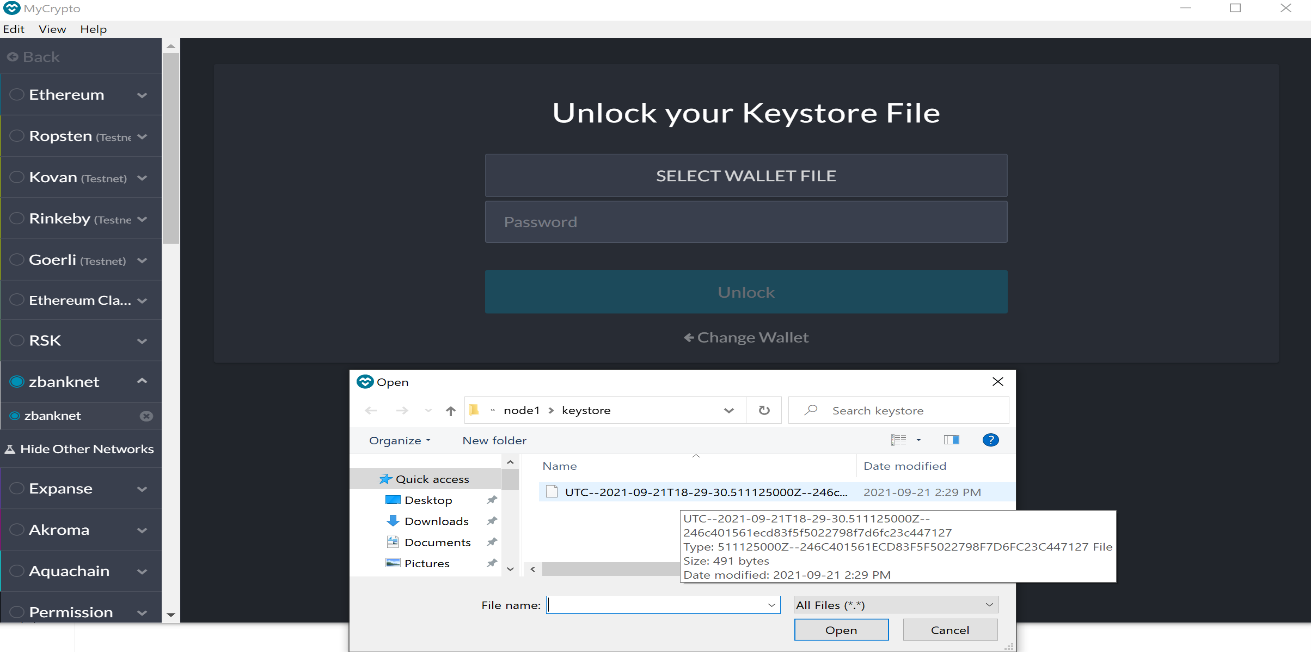 MyCrypto
Edit View Help
Back
Ethereum
Ropsten (Testne
Kovan (Testnet)
Rinkeby (Testne
Goerli (Testnet)
Ethereum Cla...
RSK
zbanknet
zbanknet
Hide Other Networks
Expanse
Akroma
Aquachain
Permission
Unlock your Keystore File
SELECT WALLET FILE
Password
Unlock
Change Wallet
Open
node1 > keystore
Search keystore
Organize New folder
?
Quick access
Desktop
Downloads
Documents
Pictures
Name Date modified
UTC--2021-09-21T18-29-30.511125000Z--246c... 2021-09-21 2:29 PM
UTC--2021-09-21T18-29-30.511125000Z--
246c401561ecd83f5f5022798f7d6fc23c447127
Type: 511125000Z--246C401561ECD83F5F5022798F7D6FC23C447127 File
Size: 491 bytes
Date modified: 2021-09-21 2:29 PM
File name: All Files (*.*)
Open Cancel